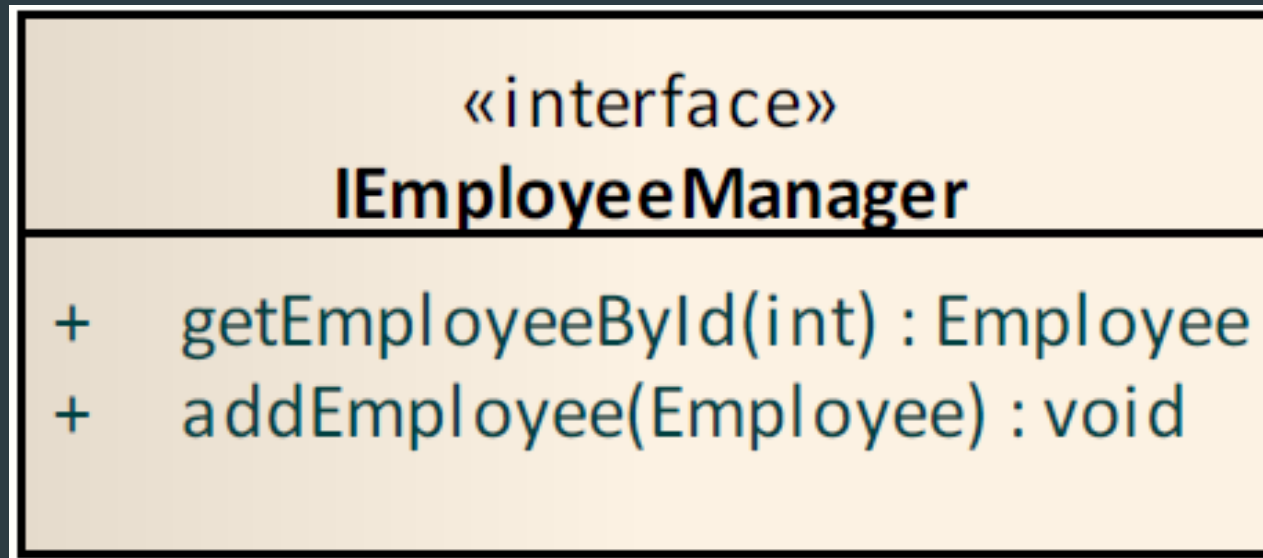 «interface»
IEmployeeManager
+ getEmployeeById(int) : Employee
+ addEmployee(Employee) : void